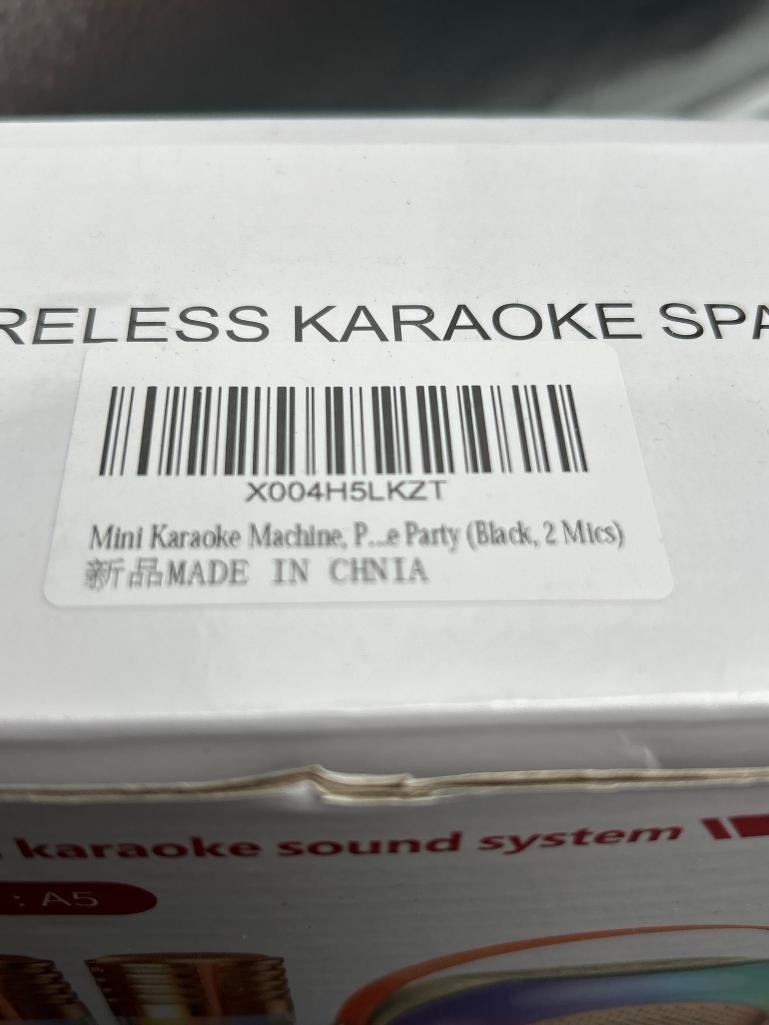 RELESS KARAOKE SPA
X004H5LKZT
Mini Karaoke Machine, P...e Party (Black, 2 Mics)
新品MADE IN CHNIA
karaoke sound system
: A5